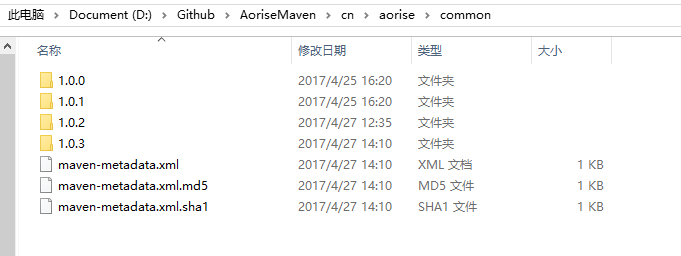 此电脑 > Document (D:) > Github > AoriseMaven > cn > aorise > common
名称 修改日期 类型 大小
1.0.0 2017/4/25 16:20 文件夹
1.0.1 2017/4/25 16:20 文件夹
1.0.2 2017/4/27 12:35 文件夹
1.0.3 2017/4/27 14:10 文件夹
maven-metadata.xml 2017/4/27 14:10 XML 文档 1 KB
maven-metadata.xml.md5 2017/4/27 14:10 MD5 文件 1 KB
maven-metadata.xml.sha1 2017/4/27 14:10 SHA1 文件 1 KB